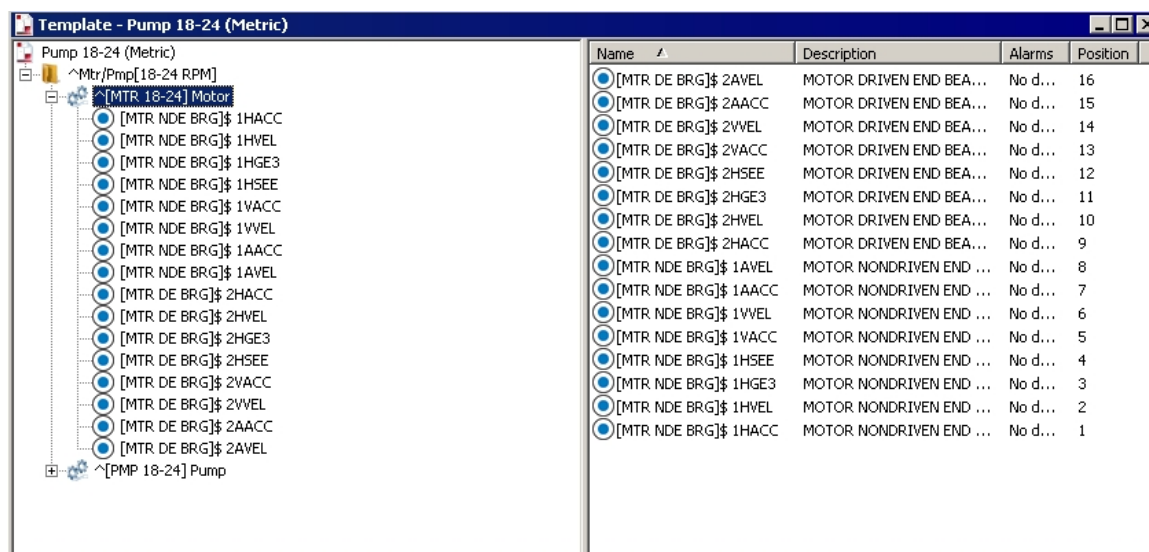 Template - Pump 18-24 (Metric)
Pump 18-24 (Metric)
^Mtr/Pmp[18-24 RPM]
^[MTR 18-24] Motor
[MTR NDE BRG]$ 1HACC
[MTR NDE BRG]$ 1HVEL
[MTR NDE BRG]$ 1HGE3
[MTR NDE BRG]$ 1HSEE
[MTR NDE BRG]$ 1VACC
[MTR NDE BRG]$ 1VVEL
[MTR NDE BRG]$ 1AACC
[MTR NDE BRG]$ 1AVEL
[MTR DE BRG]$ 2HACC
[MTR DE BRG]$ 2HVEL
[MTR DE BRG]$ 2HGE3
[MTR DE BRG]$ 2HSEE
[MTR DE BRG]$ 2VACC
[MTR DE BRG]$ 2VVEL
[MTR DE BRG]$ 2AACC
[MTR DE BRG]$ 2AVEL
^[PMP 18-24] Pump
Name Description Alarms Position
[MTR DE BRG]$ 2AVEL MOTOR DRIVEN END BEA... No d... 16
[MTR DE BRG]$ 2AACC MOTOR DRIVEN END BEA... No d... 15
[MTR DE BRG]$ 2VVEL MOTOR DRIVEN END BEA... No d... 14
[MTR DE BRG]$ 2VACC MOTOR DRIVEN END BEA... No d... 13
[MTR DE BRG]$ 2HSEE MOTOR DRIVEN END BEA... No d... 12
[MTR DE BRG]$ 2HGE3 MOTOR DRIVEN END BEA... No d... 11
[MTR DE BRG]$ 2HVEL MOTOR DRIVEN END BEA... No d... 10
[MTR DE BRG]$ 2HACC MOTOR DRIVEN END BEA... No d... 9
[MTR NDE BRG]$ 1AVEL MOTOR NONDRIVEN END ... No d... 8
[MTR NDE BRG]$ 1AACC MOTOR NONDRIVEN END ... No d... 7
[MTR NDE BRG]$ 1VVEL MOTOR NONDRIVEN END ... No d... 6
[MTR NDE BRG]$ 1VACC MOTOR NONDRIVEN END ... No d... 5
[MTR NDE BRG]$ 1HSEE MOTOR NONDRIVEN END ... No d... 4
[MTR NDE BRG]$ 1HGE3 MOTOR NONDRIVEN END ... No d... 3
[MTR NDE BRG]$ 1HVEL MOTOR NONDRIVEN END ... No d... 2
[MTR NDE BRG]$ 1HACC MOTOR NONDRIVEN END ... No d... 1